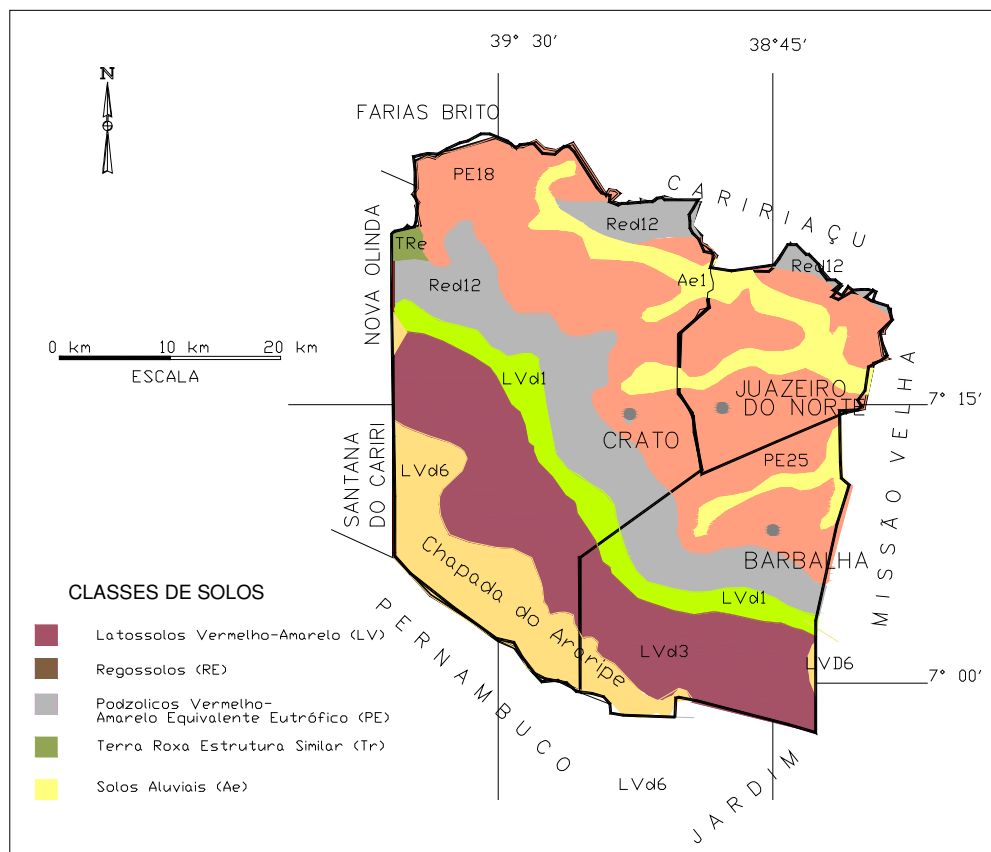 39° 30'
38°45'
N
FARIAS BRITO
PE18
CARIRIAÇU
NOVA OLINDA
TRe
Red12
Red12
Red12
Ae1
0 km 10 km 20 km
ESCALA
LVd1
JUAZEIRO
DO NORTE
7° 15'
CRATO
MISSÃO VELHA
PE25
LVd6
SANTANA
DO CARIRI
Chapada do Araripe
BARBALHA
CLASSES DE SOLOS
LVd1
PERNAMBUCO
Latossolos Vermelho-Amarelo (LV)
LVd3
LVD6
Regossolos (RE)
7° 00'
Podzolicos Vermelho-
Amarelo Equivalente Eutrófico (PE)
Terra Roxa Estrutura Similar (Tr)
Solos Aluviais (Ae)
LVd6
JARDIM